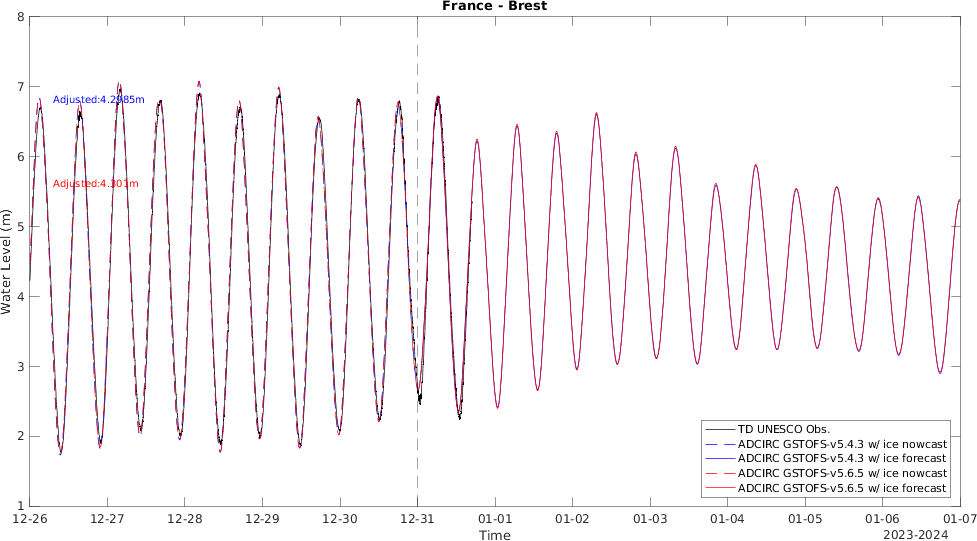 France - Brest
8
7
6
5
4
3
2
1
Water Level (m)
Adjusted:4.2985m
Adjusted:4.301m
TD UNESCO Obs.
ADCIRC GSTOFS-v5.4.3 w/ ice nowcast
ADCIRC GSTOFS-v5.4.3 w/ ice forecast
ADCIRC GSTOFS-v5.6.5 w/ ice nowcast
ADCIRC GSTOFS-v5.6.5 w/ ice forecast
12-26 12-27 12-28 12-29 12-30 12-31 01-01 01-02 01-03 01-04 01-05 01-06 01-07
Time
2023-2024